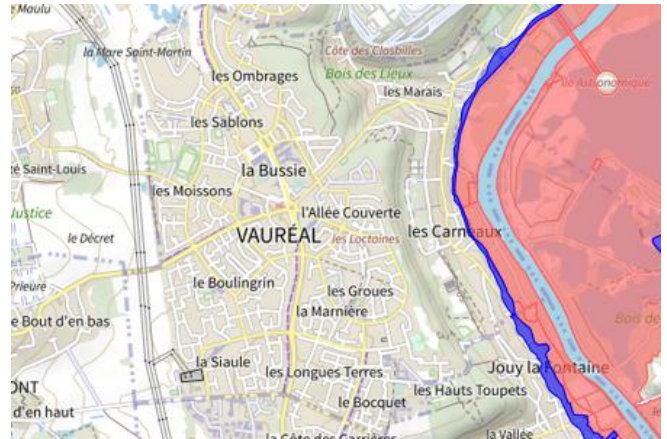 Maulu
la Mare Saint-Martin
Côte des Closbilles
Bois des Lieux
les Ombrages
les Marais
île Astronomique
les Sablons
la Bussie
té Saint-Louis
les Moissons
Justice
l'Allée Couverte
le Décret
VAURÉAL
les Loctaines
les Carneaux
Prieure
le Boulingrin
les Groues
Bois de
la Marnière
e Bout d'en bas
la Siaule
Jouy la Fontaine
les Longues Terres
ONT
les Hauts Toupets
d'en haut
le Bocquet
la Vallée
la Côte des Carrières